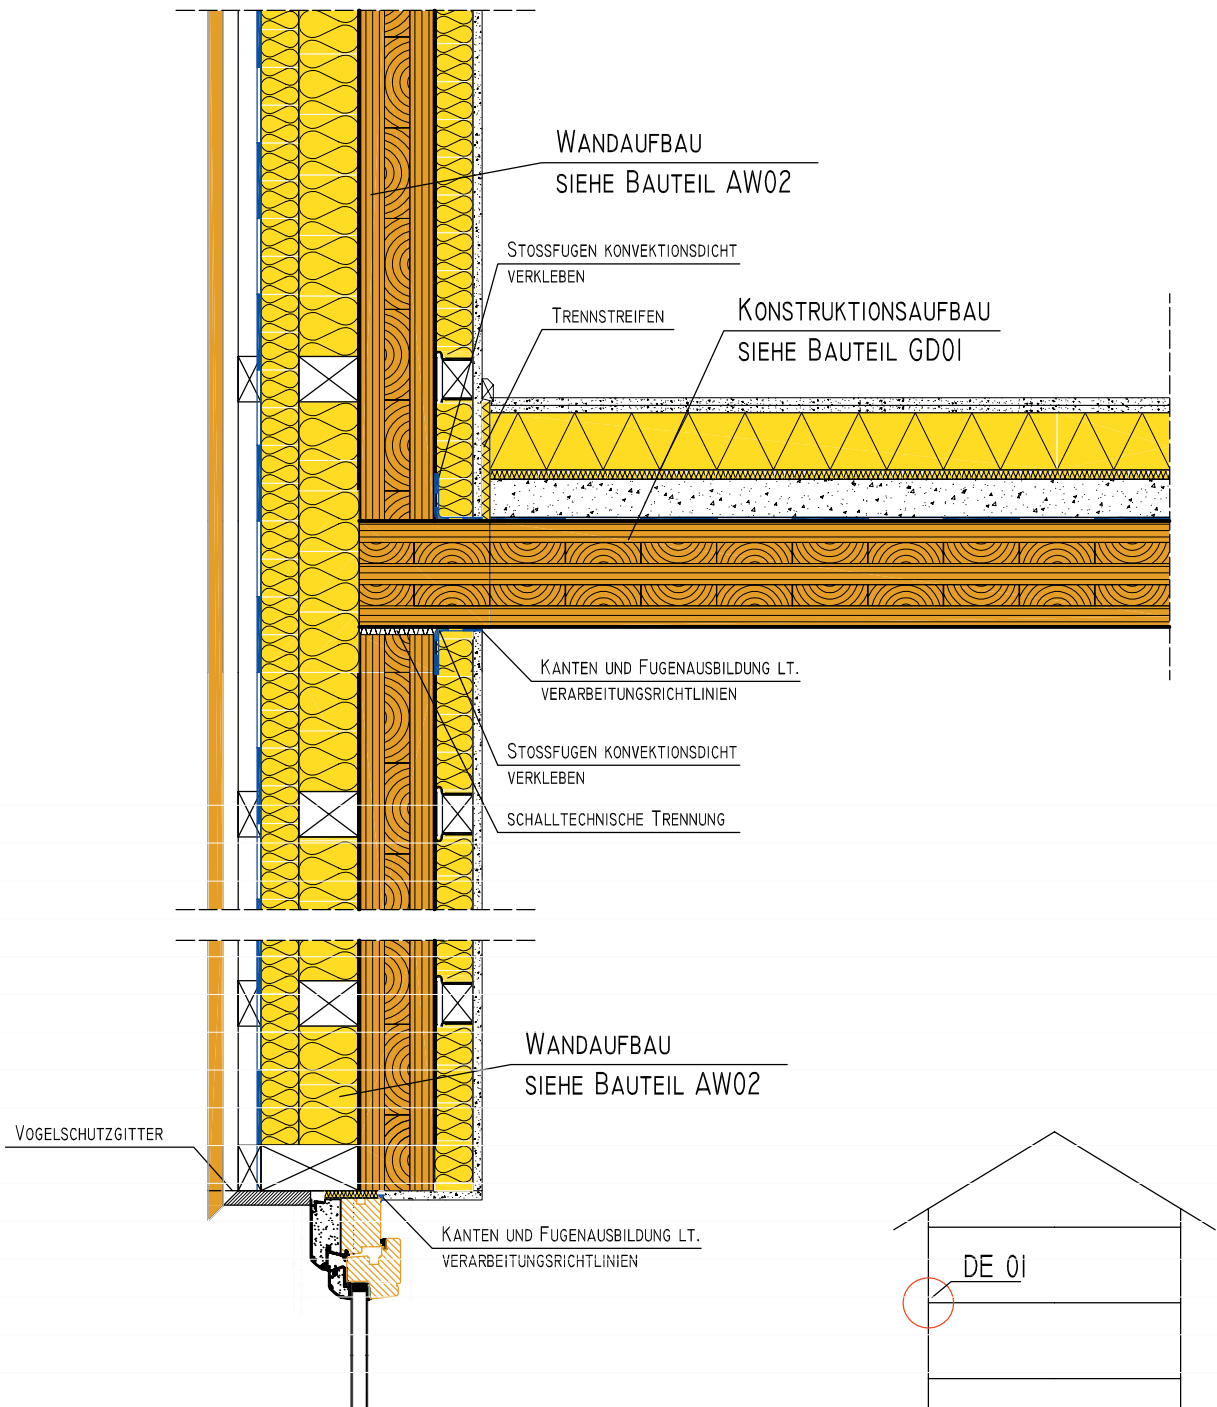 WANDAUFBAU
SIEHE BAUTEIL AW02
STOSSFUGEN KONVEKTIONSDICHT
VERKLEBEN
TRENNSTREIFEN
KONSTRUKTIONSAUFBAU
SIEHE BAUTEIL GD01
KANTEN UND FUGENAUSBILDUNG LT.
VERARBEITUNGSRICHTLINIEN
STOSSFUGEN KONVEKTIONSDICHT
VERKLEBEN
SCHALLTECHNISCHE TRENNUNG
WANDAUFBAU
SIEHE BAUTEIL AW02
VOGELSCHUTZGITTER
KANTEN UND FUGENAUSBILDUNG LT.
VERARBEITUNGSRICHTLINIEN
DE 01